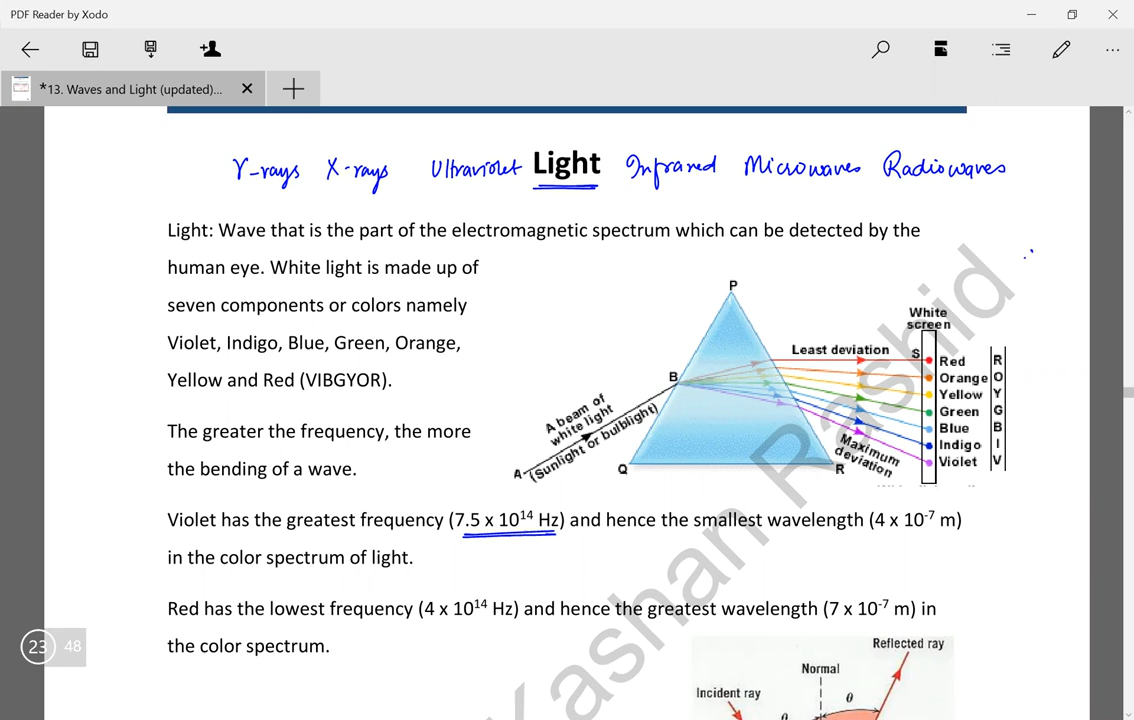 PDF Reader by Xodo
*13. Waves and Light (updated)...
γ-rays X-rays Ultraviolet Light Infrared Microwaves Radiowaves
Light: Wave that is the part of the electromagnetic spectrum which can be detected by the
human eye. White light is made up of
seven components or colors namely
Violet, Indigo, Blue, Green, Orange,
Yellow and Red (VIBGYOR).
The greater the frequency, the more
the bending of a wave.
P
White
screen
Least deviation
S
Red R
Orange O
Yellow Y
Green G
Blue B
Indigo I
Violet V
B
A beam of
white light
A (Sunlight or bulblight)
Q
R
Maximum
deviation
Violet has the greatest frequency (7.5 x 10¹⁴ Hz) and hence the smallest wavelength (4 x 10⁻⁷ m)
in the color spectrum of light.
Red has the lowest frequency (4 x 10¹⁴ Hz) and hence the greatest wavelength (7 x 10⁻⁷ m) in
the color spectrum.
23 48
Reflected ray
Normal
Incident ray
θ
θ
Kashan Rashid